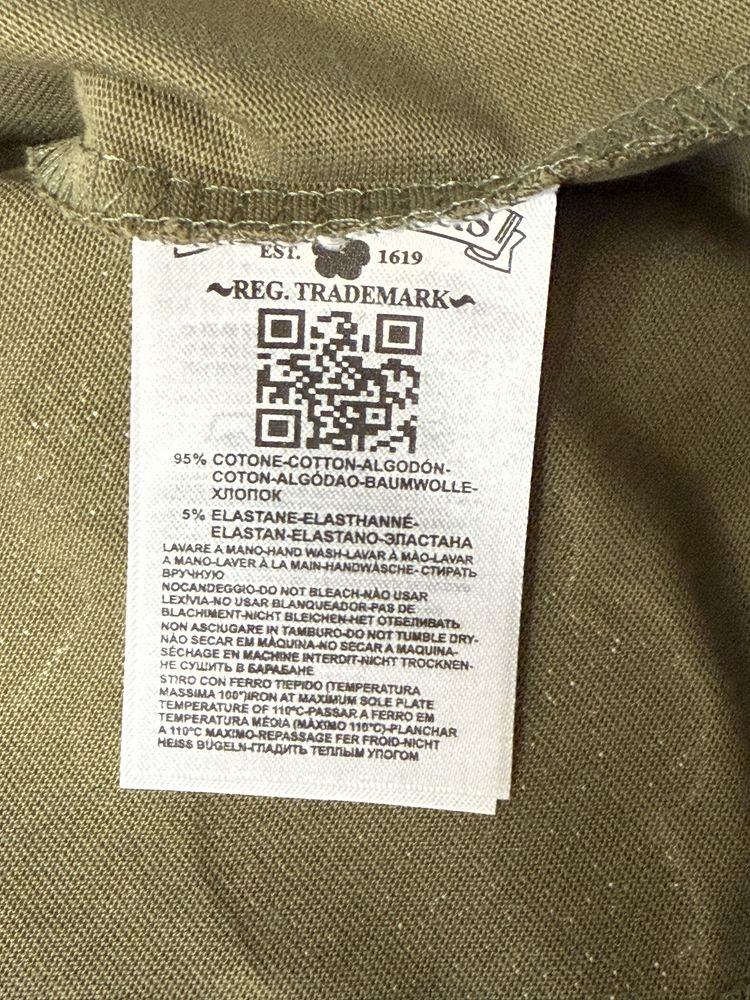 EST. 1619
REG. TRADEMARK
95% COTONE-COTTON-ALGODÓN-
COTON-ALGÓDAO-BAUMWOLLE-
ХЛОПОК
5% ELASTANE-ELASTHANNÉ-
ELASTAN-ELASTANO-ЭЛАСТАНА
LAVARE A MANO-HAND WASH-LAVAR À MÀO-LAVAR
A MANO-LAVER À LA MAIN-HANDWÄSCHE- СТИРАТЬ
ВРУЧНУЮ
NOCANDEGGIO-DO NOT BLEACH-NÃO USAR
LEXÍVIA-NO USAR BLANQUEADOR-PAS DE
BLACHIMENT-NICHT BLEICHEN-НЕТ ОТБЕЛИВАТЬ
NON ASCIUGARE IN TAMBURO-DO NOT TUMBLE DRY-
NÃO SECAR EM MÁQUINA-NO SECAR A MAQUINA-
SÉCHAGE EN MACHINE INTERDIT-NICHT TROCKNEN-
НЕ СУШИТЬ В БАРАБАНЕ
STIRO CON FERRO TIEPIDO (TEMPERATURA
MASSIMA 100°)IRON AT MAXIMUM SOLE PLATE
TEMPERATURE OF 110°C-PASSAR A FERRO EM
TEMPERATURA MÉDIA (MÁXIMO 110°C)-PLANCHAR
A 110°C MAXIMO-REPASSAGE FER FROID-NICHT
HEISS BÜGELN-ГЛАДИТЬ ТЕПЛЫМ УПОГОМ